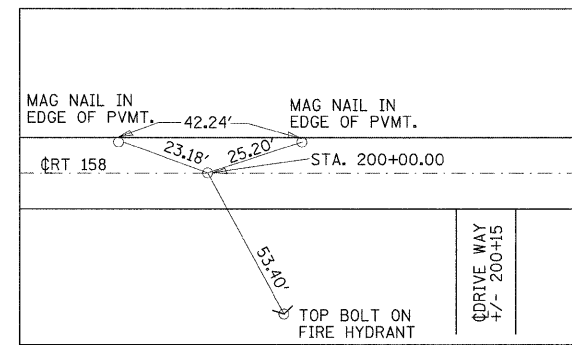 MAG NAIL IN
EDGE OF PVMT.
42.24'
MAG NAIL IN
EDGE OF PVMT.
23.18'
25.20'
STA. 200+00.00
℄RT 158
53.40'
℄DRIVE WAY
+/- 200+15
TOP BOLT ON
FIRE HYDRANT